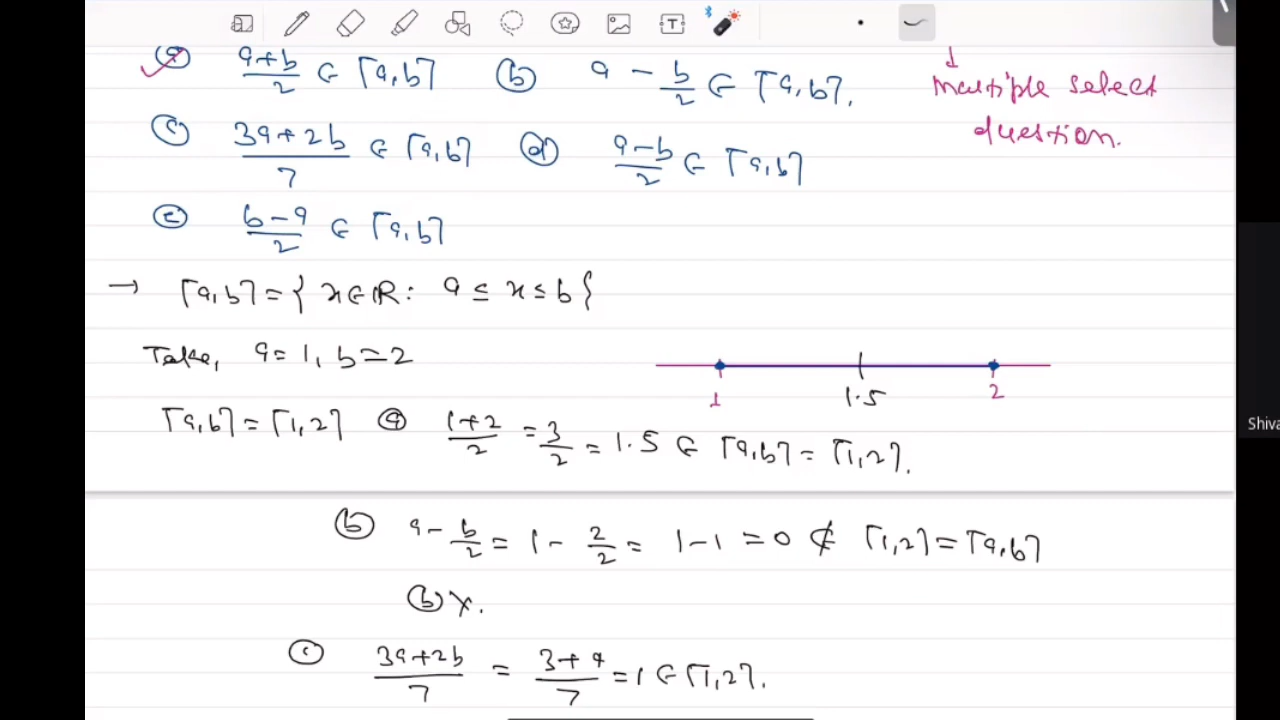 (a) (a+b)/2 ∈ [a,b] (b) a - b/2 ∈ [a,b].
↓
Multiple select
question.
(c) (3a+2b)/7 ∈ [a,b] (d) (a-b)/2 ∈ [a,b]
(e) (b-a)/2 ∈ [a,b]
→ [a,b] = { x∈R : a ≤ x ≤ b }
Take, a=1, b=2
1 1.5 2
[a,b] = [1,2] (a) (1+2)/2 = 3/2 = 1.5 ∈ [a,b] = [1,2].
Shiva
(b) a - b/2 = 1 - 2/2 = 1-1 = 0 ∉ [1,2] = [a,b]
(b) X.
(c) (3a+2b)/7 = (3+4)/7 = 1 ∈ [1,2].